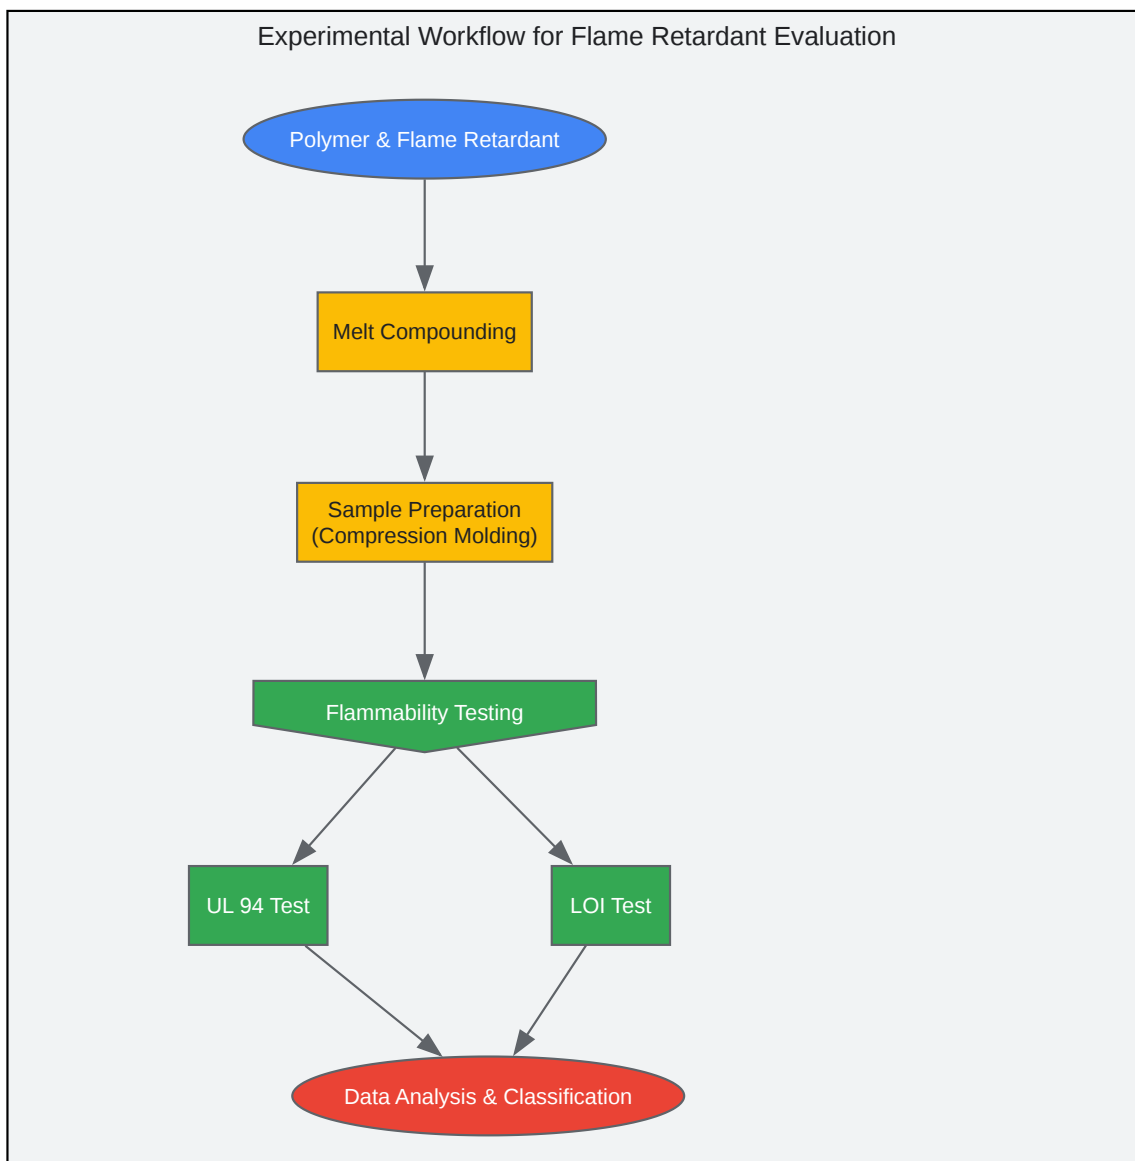 Experimental Workflow for Flame Retardant Evaluation
Polymer & Flame Retardant
Melt Compounding
Sample Preparation
(Compression Molding)
Flammability Testing
UL 94 Test
LOI Test
Data Analysis & Classification